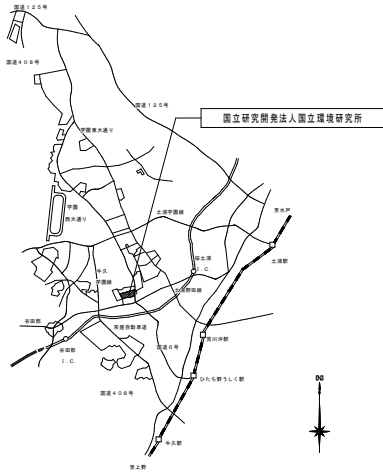 国道125号
国道408号
国道125号
国立研究開発法人国立環境研究所
学園東大通り
学園
西大通り
土浦学園線
至水戸
桜土浦
I.C.
土浦駅
牛久
学園線
土浦野田線
谷田部
常盤自動車道
荒川沖駅
谷田部
I.C.
国道6号
ひたち野うしく駅
国道408号
N
牛久駅
至上野